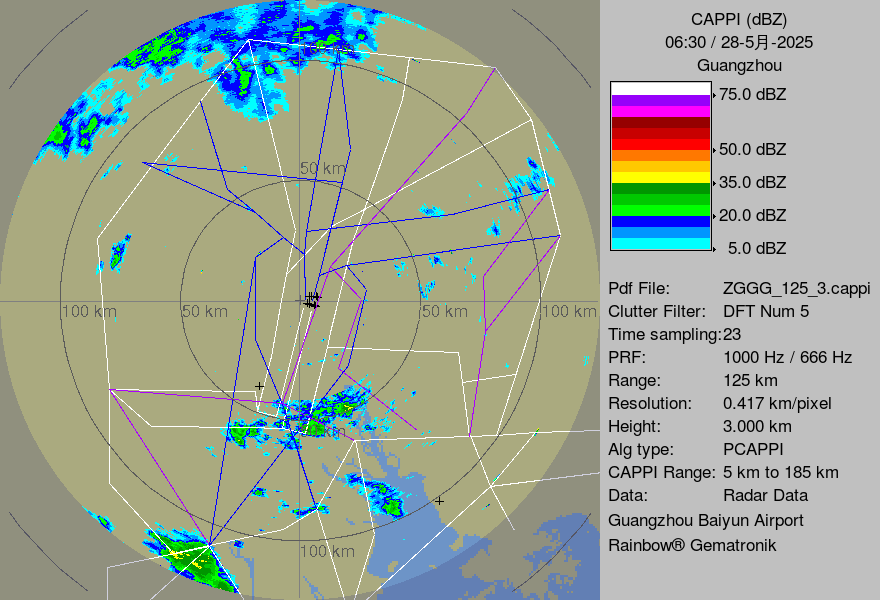 CAPPI (dBZ)
06:30 / 28-5月-2025
Guangzhou
75.0 dBZ
50.0 dBZ
35.0 dBZ
20.0 dBZ
5.0 dBZ
50 km
100 km
50 km
50 km
100 km
50 km
100 km
Pdf File: ZGGG_125_3.cappi
Clutter Filter: DFT Num 5
Time sampling:23
PRF: 1000 Hz / 666 Hz
Range: 125 km
Resolution: 0.417 km/pixel
Height: 3.000 km
Alg type: PCAPPI
CAPPI Range: 5 km to 185 km
Data: Radar Data
Guangzhou Baiyun Airport
Rainbow® Gematronik